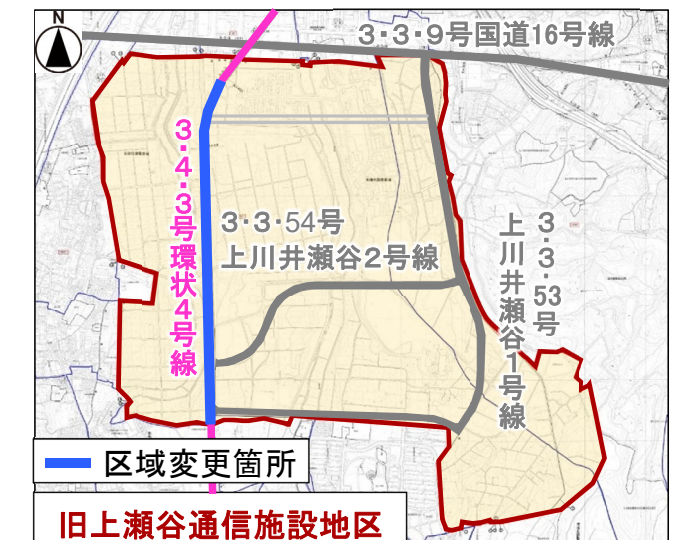 N
3・3・9号国道16号線
3・4・3号環状4号線
3・3・54号
上川井瀬谷2号線
3・3・53号
上川井瀬谷1号線
区域変更箇所
旧上瀬谷通信施設地区